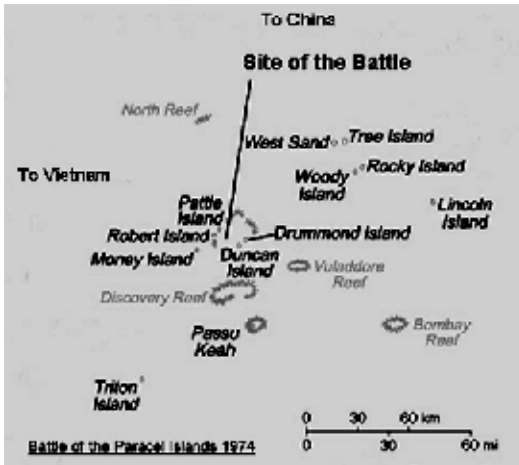 To China
Site of the Battle
North Reef
West Sand
Tree Island
To Vietnam
Woody
Island
Rocky Island
Pattle
Island
Lincoln
Island
Robert Island
Drummond Island
Money Island
Duncan
Island
Vuladdore
Reef
Discovery Reef
Passu
Keah
Bombay
Reef
Triton
Island
0 30 60 km
0 30 60 mi
Battle of the Paracel Islands 1974